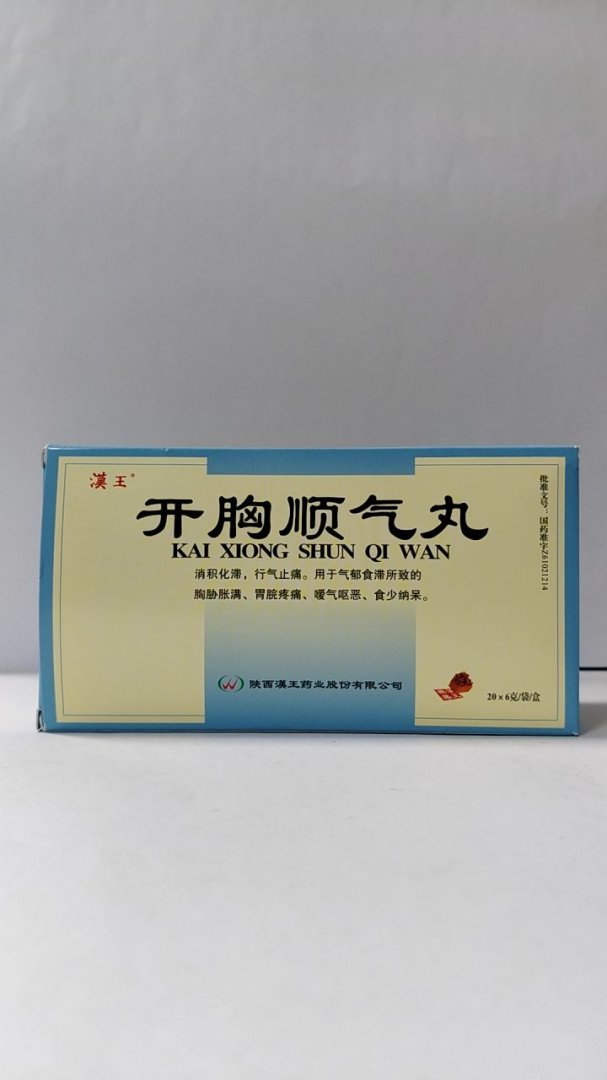 漢王®
开胸顺气丸
KAI XIONG SHUN QI WAN
消积化滞，行气止痛。用于气郁食滞所致的
胸胁胀满、胃脘疼痛、嗳气呕恶、食少纳呆。
批准文号：国药准字Z61021214
陕西漢王药业股份有限公司
20×6克/袋/盒